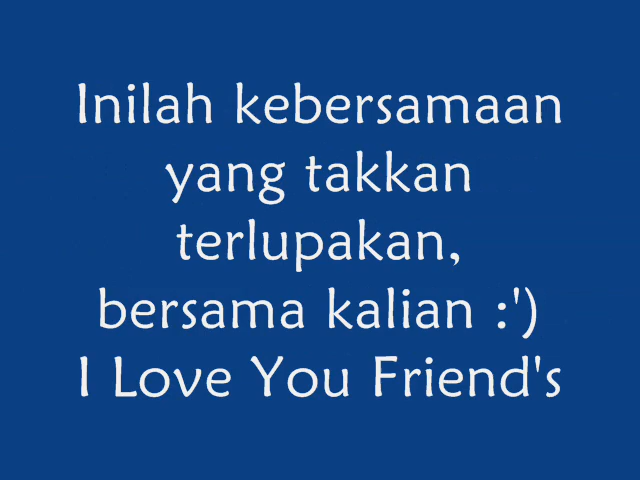 Inilah kebersamaan
yang takkan
terlupakan,
bersama kalian :')
I Love You Friend's